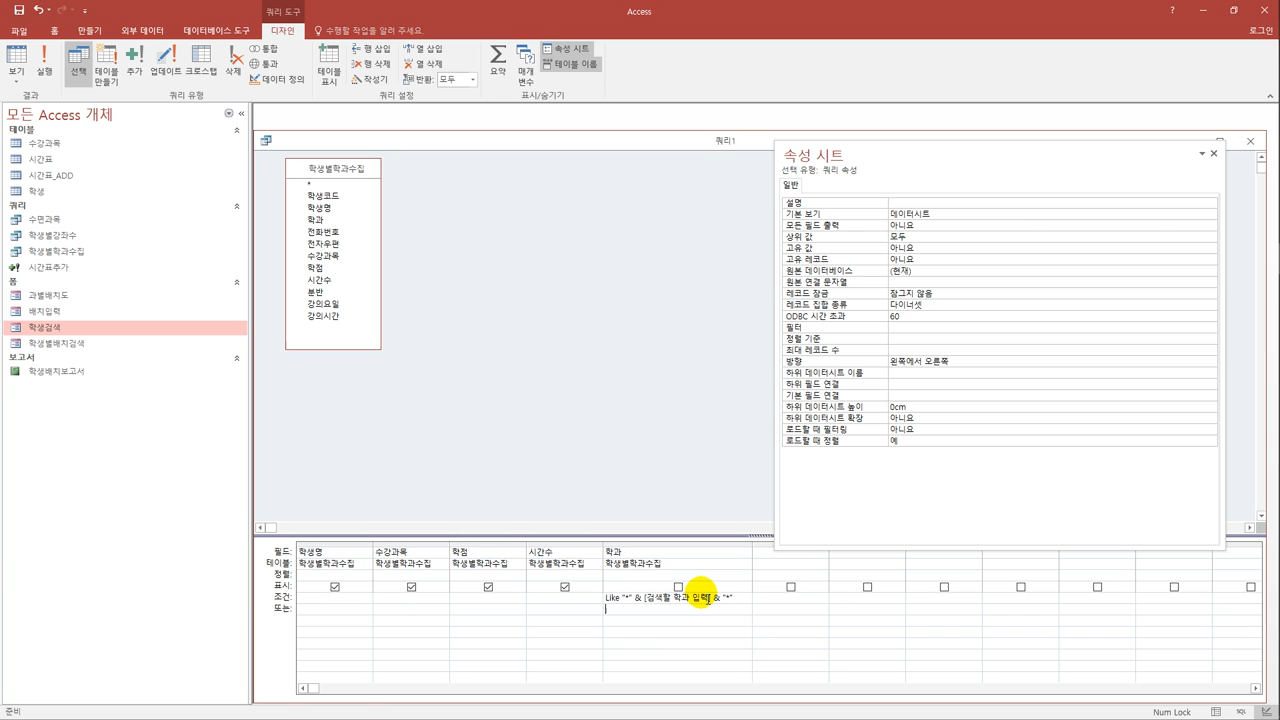 쿼리 도구
Access
로그인
파일 홈 만들기 외부 데이터 데이터베이스 도구 디자인 수행할 작업을 알려 주세요.
보기 실행 선택 테이블 만들기 추가 업데이트 크로스탭 삭제 통합 통과 데이터 정의
테이블 표시 행 삽입 행 삭제 작성기 열 삽입 열 삭제 반환: 모두
요약 매개 변수 속성 시트 테이블 이름
결과 쿼리 유형 쿼리 설정 표시/숨기기
모든 Access 개체
테이블
수강과목
시간표
시간표_ADD
학생
쿼리
수면과목
학생별강좌수
학생별학과수집
시간표추가
폼
과별배치도
배치입력
학생검색
학생별배치검색
보고서
학생배치보고서
쿼리1
학생별학과수집
*
학생코드
학생명
학과
전화번호
전자우편
수강과목
학점
시간수
분반
강의요일
강의시간
속성 시트
선택 유형: 쿼리 속성
일반
설명
기본 보기 데이터시트
모든 필드 출력 아니요
상위 값 모두
고유 값 아니요
고유 레코드 아니요
원본 데이터베이스 (현재)
원본 연결 문자열
레코드 잠금 잠그지 않음
레코드 집합 종류 다이너셋
ODBC 시간 초과 60
필터
정렬 기준
최대 레코드 수
방향 왼쪽에서 오른쪽
하위 데이터시트 이름
하위 필드 연결
기본 필드 연결
하위 데이터시트 높이 0cm
하위 데이터시트 확장 아니요
로드할 때 필터링 아니요
로드할 때 정렬 예
필드: 학생명 수강과목 학점 시간수 학과
테이블: 학생별학과수집 학생별학과수집 학생별학과수집 학생별학과수집 학생별학과수집
정렬:
표시:
조건: Like "*" & [검색할 학과 입력] & "*"
또는:
준비
Num Lock
SQL